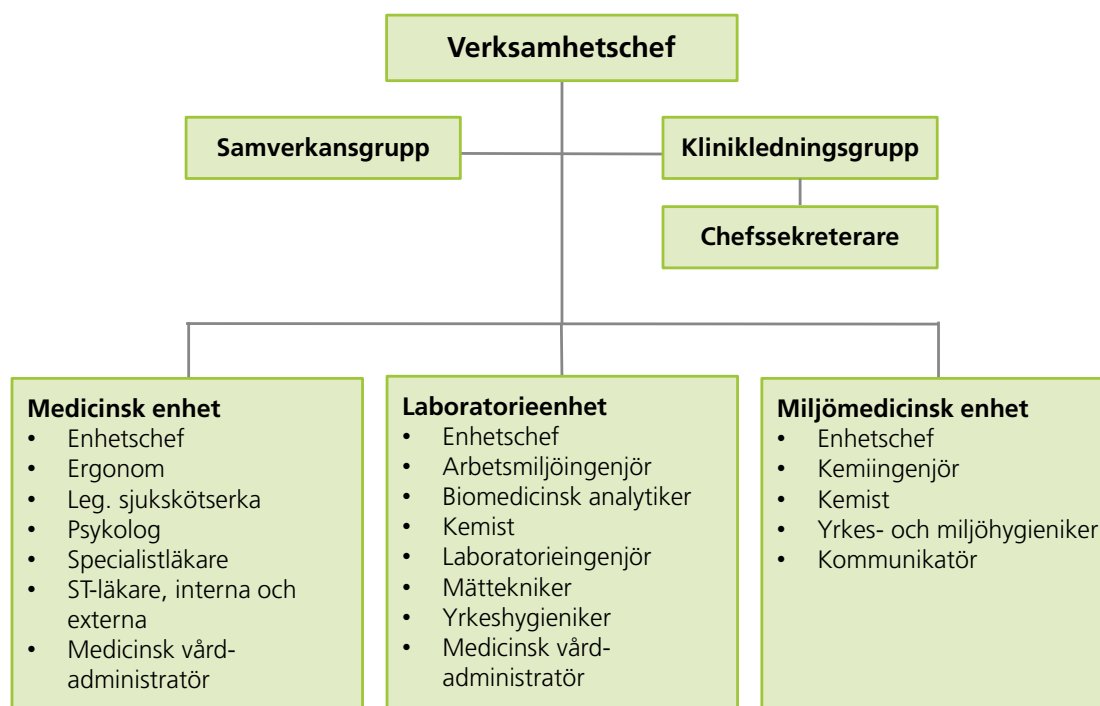 Verksamhetschef
Samverkansgrupp
Klinikledningsgrupp
Chefssekreterare
Medicinsk enhet
• Enhetschef
• Ergonom
• Leg. sjukskötserka
• Psykolog
• Specialistläkare
• ST-läkare, interna och
externa
• Medicinsk vård-
administratör
Laboratorieenhet
• Enhetschef
• Arbetsmiljöingenjör
• Biomedicinsk analytiker
• Kemist
• Laboratorieingenjör
• Mättekniker
• Yrkeshygieniker
• Medicinsk vård-
administratör
Miljömedicinsk enhet
• Enhetschef
• Kemiingenjör
• Kemist
• Yrkes- och miljöhygieniker
• Kommunikatör